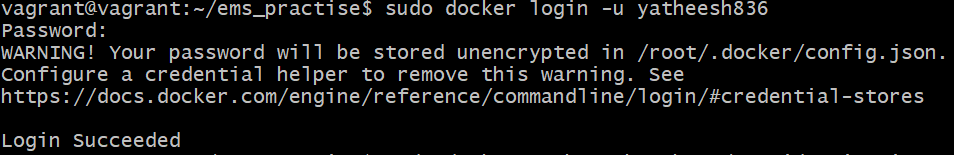 vagrant@vagrant:~/ems_practise$ sudo docker login -u yatheesh836
Password:
WARNING! Your password will be stored unencrypted in /root/.docker/config.json.
Configure a credential helper to remove this warning. See
https://docs.docker.com/engine/reference/commandline/login/#credential-stores
Login Succeeded